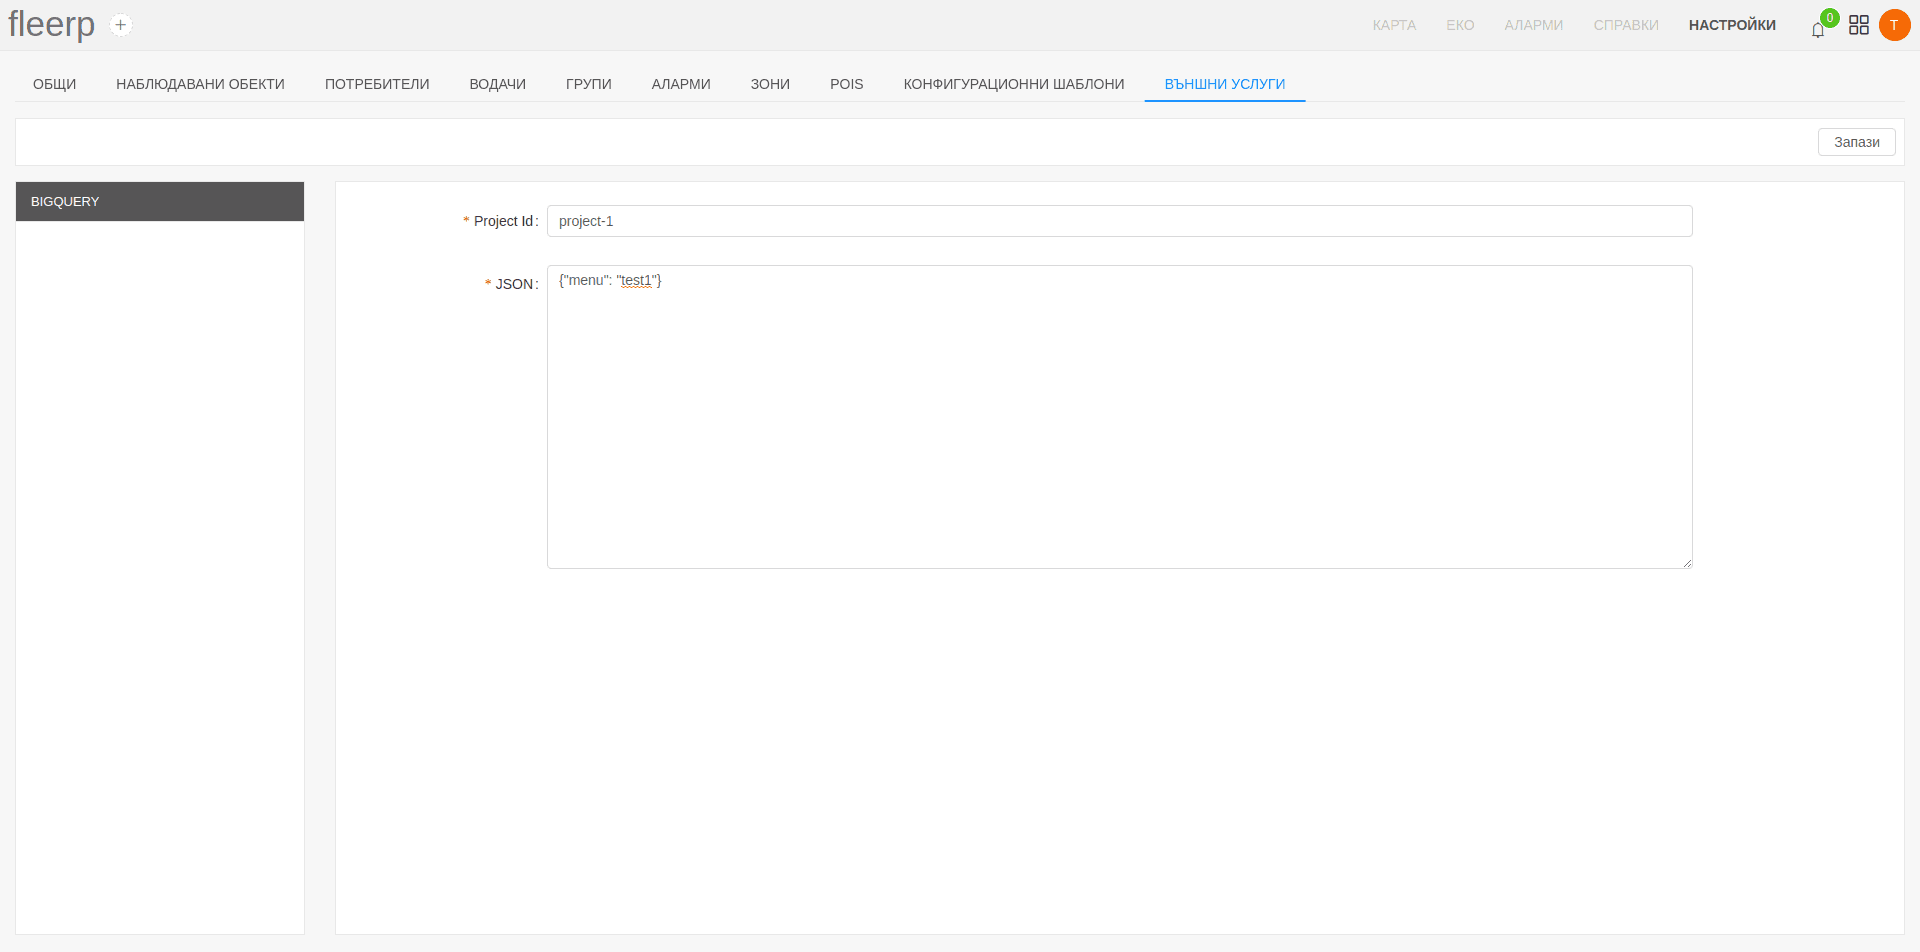 fleerp +
КАРТА ЕКО АЛАРМИ СПРАВКИ НАСТРОЙКИ 0 T
ОБЩИ НАБЛЮДАВАНИ ОБЕКТИ ПОТРЕБИТЕЛИ ВОДАЧИ ГРУПИ АЛАРМИ ЗОНИ POIS КОНФИГУРАЦИОННИ ШАБЛОНИ ВЪНШНИ УСЛУГИ
Запази
BIGQUERY
* Project Id: project-1
* JSON: {"menu": "test1"}